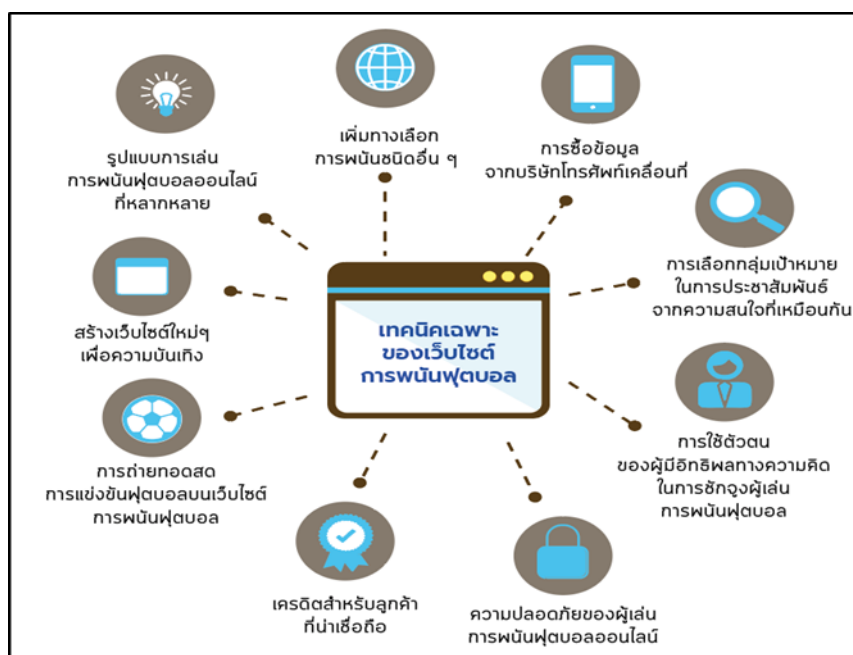 รูปแบบการเล่น
การพนันฟุตบอลออนไลน์
ที่หลากหลาย
เพิ่มทางเลือก
การพนันชนิดอื่น ๆ
การซื้อข้อมูล
จากบริษัทโทรศัพท์เคลื่อนที่
การเลือกกลุ่มเป้าหมาย
ในการประชาสัมพันธ์
จากความสนใจที่เหมือนกัน
สร้างเว็บไซต์ใหม่ๆ
เพื่อความบันเทิง
เทคนิคเฉพาะ
ของเว็บไซต์
การพนันฟุตบอล
การใช้ตัวตน
ของผู้มีอิทธิพลทางความคิด
ในการชักจูงผู้เล่น
การพนันฟุตบอล
การถ่ายทอดสด
การแข่งขันฟุตบอลบนเว็บไซต์
การพนันฟุตบอล
เครดิตสำหรับลูกค้า
ที่น่าเชื่อถือ
ความปลอดภัยของผู้เล่น
การพนันฟุตบอลออนไลน์